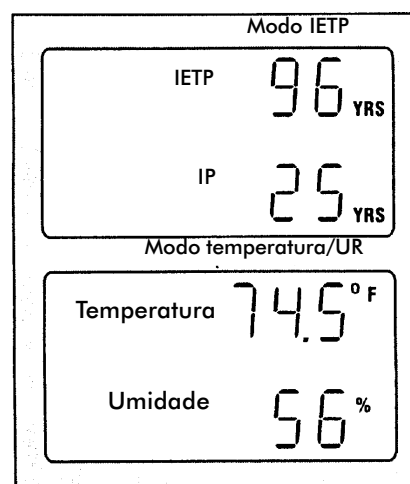 Modo IETP
IETP 96 YRS
IP 25 YRS
Modo temperatura/UR
Temperatura 74.5° F
Umidade 56 %